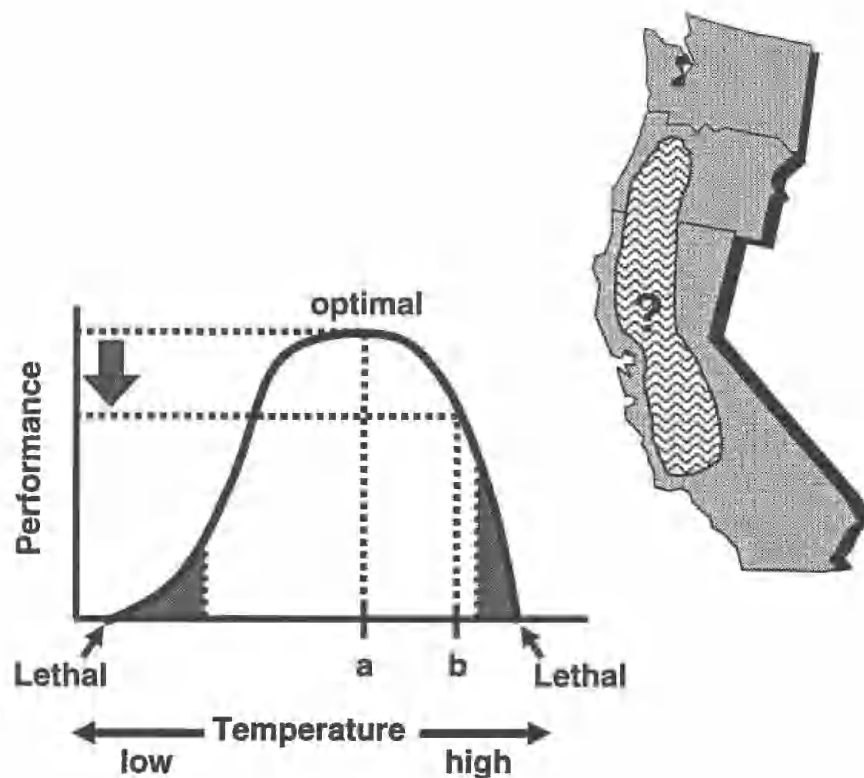 optimal
Performance
?
a b
Lethal Lethal
Temperature
low high